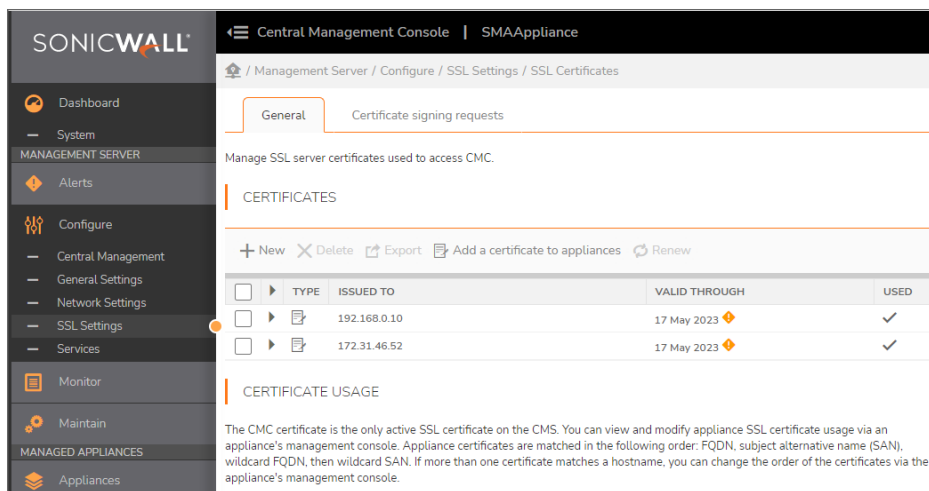 SONICWALL
Central Management Console | SMAAppliance
/ Management Server / Configure / SSL Settings / SSL Certificates
Dashboard
System
MANAGEMENT SERVER
Alerts
Configure
Central Management
General Settings
Network Settings
SSL Settings
Services
Monitor
Maintain
MANAGED APPLIANCES
Appliances
General Certificate signing requests
Manage SSL server certificates used to access CMC.
CERTIFICATES
New Delete Export Add a certificate to appliances Renew
TYPE ISSUED TO VALID THROUGH USED
192.168.0.10 17 May 2023
172.31.46.52 17 May 2023
CERTIFICATE USAGE
The CMC certificate is the only active SSL certificate on the CMS. You can view and modify appliance SSL certificate usage via an
appliance's management console. Appliance certificates are matched in the following order: FQDN, subject alternative name (SAN),
wildcard FQDN, then wildcard SAN. If more than one certificate matches a hostname, you can change the order of the certificates via the
appliance's management console.